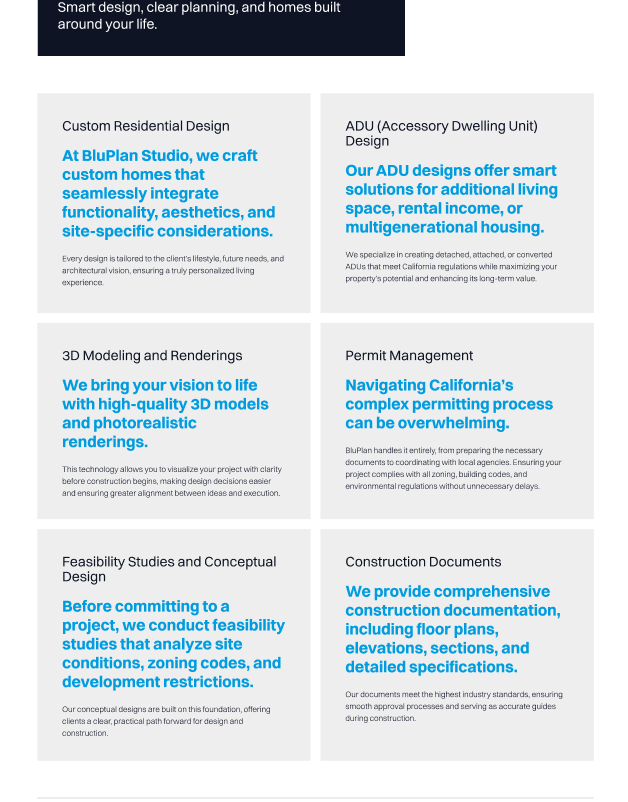 Smart design, clear planning, and homes built
around your life.
Custom Residential Design
At BluPlan Studio, we craft
custom homes that
seamlessly integrate
functionality, aesthetics, and
site-specific considerations.
Every design is tailored to the client's lifestyle, future needs, and
architectural vision, ensuring a truly personalized living
experience.
ADU (Accessory Dwelling Unit)
Design
Our ADU designs offer smart
solutions for additional living
space, rental income, or
multigenerational housing.
We specialize in creating detached, attached, or converted
ADUs that meet California regulations while maximizing your
property's potential and enhancing its long-term value.
3D Modeling and Renderings
We bring your vision to life
with high-quality 3D models
and photorealistic
renderings.
This technology allows you to visualize your project with clarity
before construction begins, making design decisions easier
and ensuring greater alignment between ideas and execution.
Permit Management
Navigating California's
complex permitting process
can be overwhelming.
BluPlan handles it entirely, from preparing the necessary
documents to coordinating with local agencies. Ensuring your
project complies with all zoning, building codes, and
environmental regulations without unnecessary delays.
Feasibility Studies and Conceptual
Design
Before committing to a
project, we conduct feasibility
studies that analyze site
conditions, zoning codes, and
development restrictions.
Our conceptual designs are built on this foundation, offering
clients a clear, practical path forward for design and
construction.
Construction Documents
We provide comprehensive
construction documentation,
including floor plans,
elevations, sections, and
detailed specifications.
Our documents meet the highest industry standards, ensuring
smooth approval processes and serving as accurate guides
during construction.